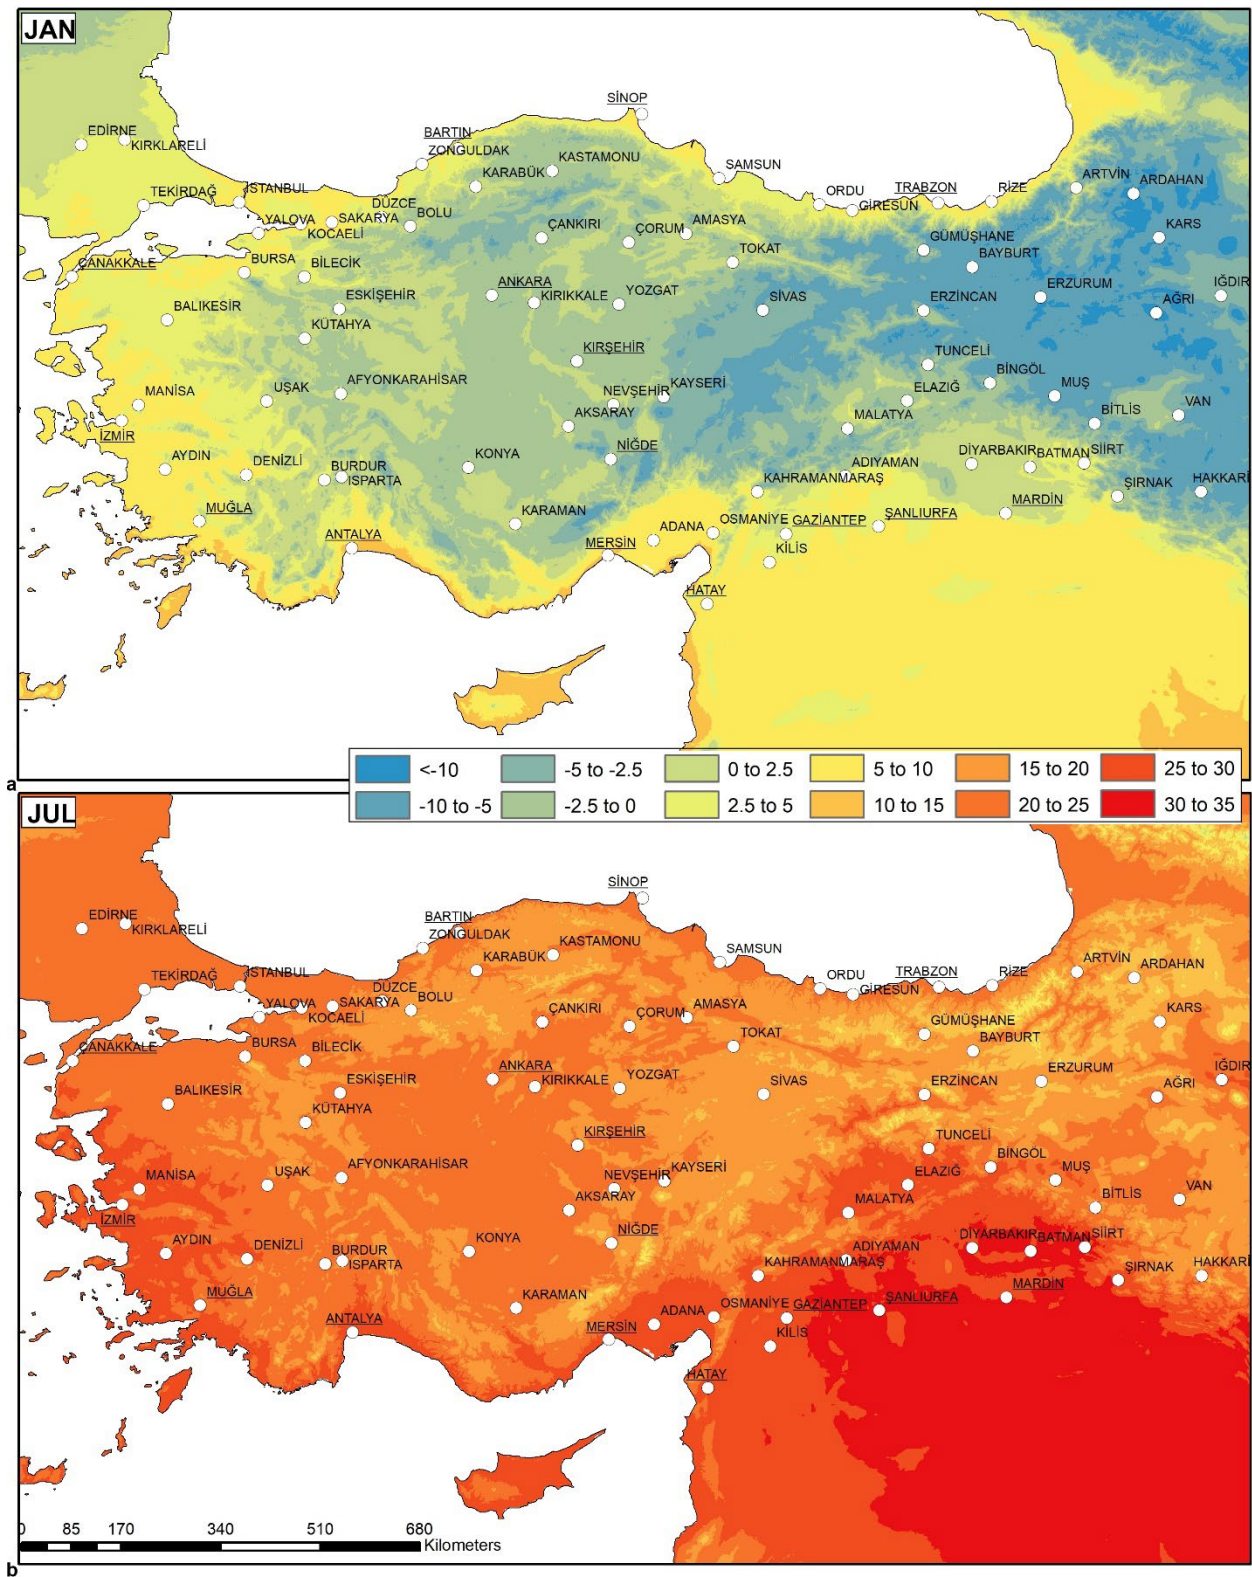 JAN
SİNOP
BARTIN
EDİRNE
KIRKLARELİ
ZONGULDAK
KASTAMONU
SAMSUN
KARABÜK
ARTVİN
ARDAHAN
TEKİRDAĞ
İSTANBUL
DÜZCE
ORDU
TRABZON
RİZE
YALOVA
SAKARYA
BOLU
GİRESUN
KOCAELİ
ÇANKIRI
ÇORUM
AMASYA
KARS
GÜMÜŞHANE
ÇANAKKALE
BURSA
BİLECİK
TOKAT
BAYBURT
ANKARA
ERZURUM
IĞDIR
BALIKESİR
ESKİŞEHİR
KIRIKKALE
YOZGAT
SİVAS
ERZİNCAN
AĞRI
KÜTAHYA
KIRŞEHİR
TUNCELİ
BİNGÖL
MANİSA
UŞAK
AFYONKARAHİSAR
NEVŞEHİR
KAYSERİ
ELAZIĞ
MUŞ
VAN
İZMİR
AKSARAY
MALATYA
BİTLİS
AYDIN
DENİZLİ
BURDUR
ISPARTA
KONYA
NİĞDE
ADIYAMAN
KAHRAMANMARAŞ
DİYARBAKIR
BATMAN
SİİRT
ŞIRNAK
HAKKARİ
MUĞLA
ANTALYA
KARAMAN
MERSİN
ADANA
OSMANİYE
GAZİANTEP
ŞANLIURFA
MARDİN
KİLİS
HATAY
a
<-10
-5 to -2.5
0 to 2.5
5 to 10
15 to 20
25 to 30
-10 to -5
-2.5 to 0
2.5 to 5
10 to 15
20 to 25
30 to 35
JUL
SİNOP
BARTIN
EDİRNE
KIRKLARELİ
ZONGULDAK
KASTAMONU
SAMSUN
KARABÜK
ARTVİN
ARDAHAN
TEKİRDAĞ
İSTANBUL
DÜZCE
ORDU
TRABZON
RİZE
YALOVA
SAKARYA
BOLU
GİRESUN
KOCAELİ
ÇANKIRI
ÇORUM
AMASYA
KARS
GÜMÜŞHANE
ÇANAKKALE
BURSA
BİLECİK
TOKAT
BAYBURT
ANKARA
ERZURUM
IĞDIR
BALIKESİR
ESKİŞEHİR
KIRIKKALE
YOZGAT
SİVAS
ERZİNCAN
AĞRI
KÜTAHYA
KIRŞEHİR
TUNCELİ
BİNGÖL
MANİSA
UŞAK
AFYONKARAHİSAR
NEVŞEHİR
KAYSERİ
ELAZIĞ
MUŞ
VAN
İZMİR
AKSARAY
MALATYA
BİTLİS
AYDIN
DENİZLİ
BURDUR
ISPARTA
KONYA
NİĞDE
ADIYAMAN
KAHRAMANMARAŞ
DİYARBAKIR
BATMAN
SİİRT
ŞIRNAK
HAKKARİ
MUĞLA
ANTALYA
KARAMAN
MERSİN
ADANA
OSMANİYE
GAZİANTEP
ŞANLIURFA
MARDİN
KİLİS
HATAY
0 85 170 340 510 680
Kilometers
b